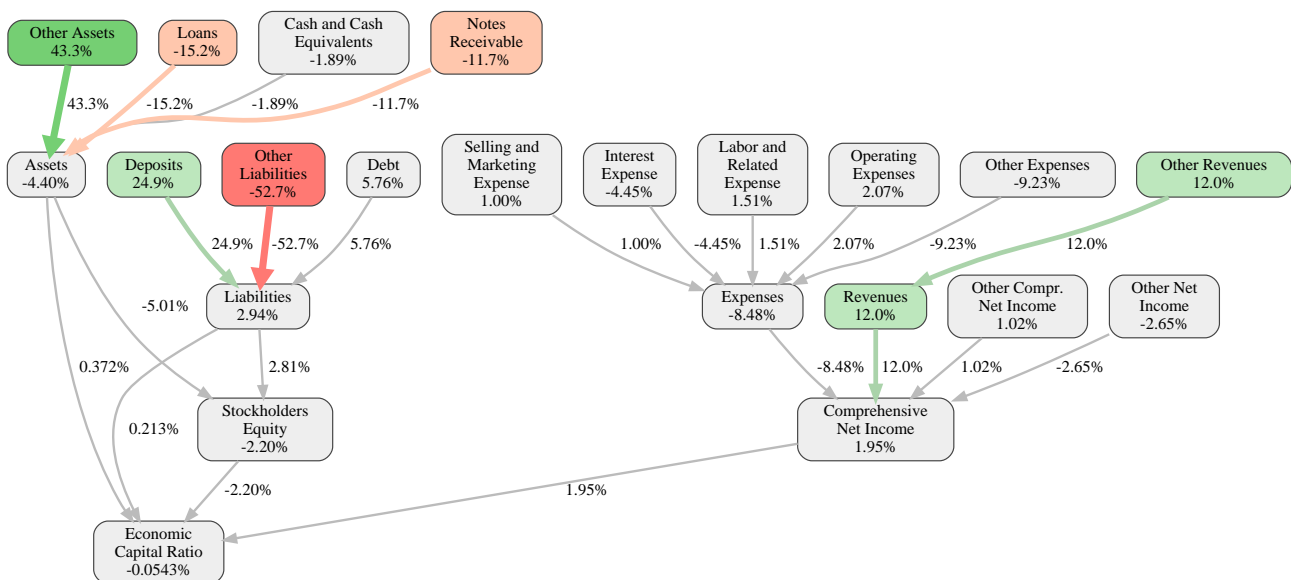 Other Assets
43.3%
Loans
-15.2%
Cash and Cash
Equivalents
-1.89%
Notes
Receivable
-11.7%
43.3%
-15.2%
-1.89%
-11.7%
Assets
-4.40%
Deposits
24.9%
Other
Liabilities
-52.7%
Debt
5.76%
Selling and
Marketing
Expense
1.00%
Interest
Expense
-4.45%
Labor and
Related
Expense
1.51%
Operating
Expenses
2.07%
Other Expenses
-9.23%
Other Revenues
12.0%
24.9%
-52.7%
5.76%
1.00%
-4.45%
1.51%
2.07%
-9.23%
12.0%
-5.01%
Liabilities
2.94%
Expenses
-8.48%
Revenues
12.0%
Other Compr.
Net Income
1.02%
Other Net
Income
-2.65%
0.372%
2.81%
-8.48%
12.0%
1.02%
-2.65%
0.213%
Stockholders
Equity
-2.20%
Comprehensive
Net Income
1.95%
-2.20%
1.95%
Economic
Capital Ratio
-0.0543%